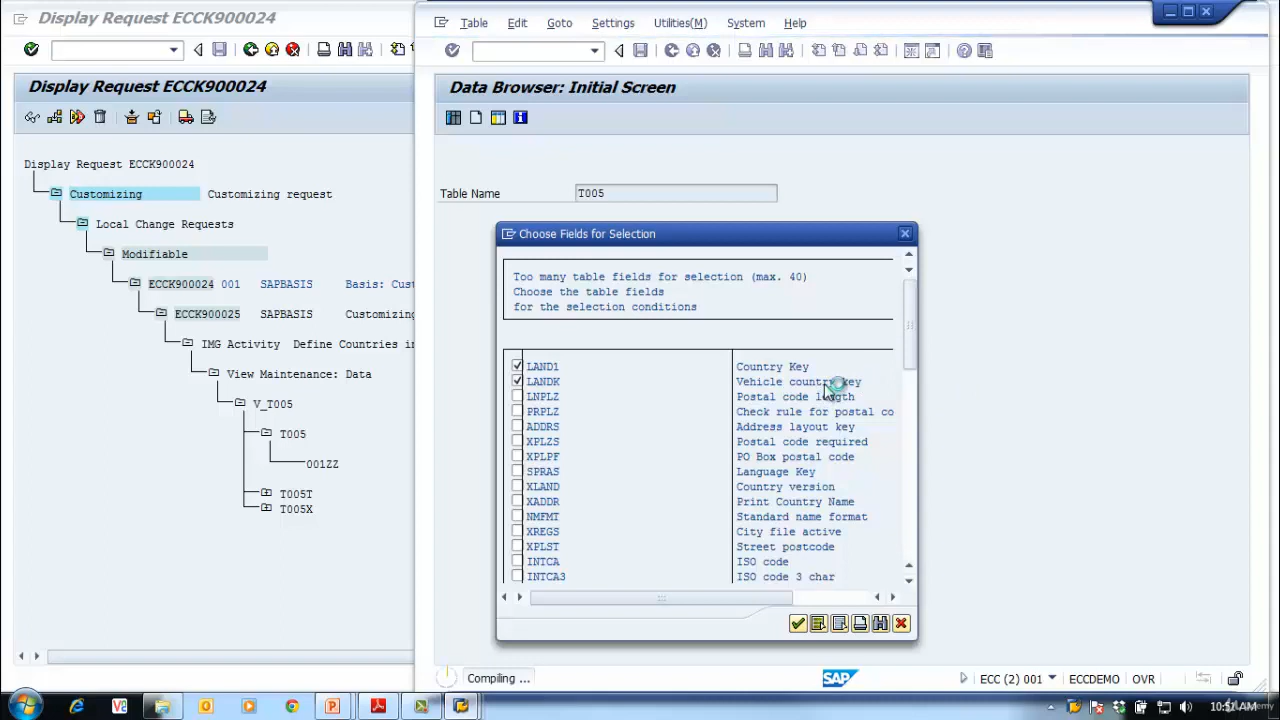 Display Request ECCK900024
Table Edit Goto Settings Utilities(M) System Help
Display Request ECCK900024
Data Browser: Initial Screen
Display Request ECCK900024
Customizing Customizing request
Local Change Requests
Modifiable
ECCK900024 001 SAPBASIS Basis: Cust
ECCK900025 SAPBASIS Customizing
IMG Activity Define Countries in
View Maintenance: Data
V_T005
T005
001ZZ
T005T
T005X
Table Name T005
Choose Fields for Selection
Too many table fields for selection (max. 40)
Choose the table fields
for the selection conditions
LAND1 Country Key
LANDK Vehicle country key
LNPLZ Postal code length
PRPLZ Check rule for postal co
ADDRS Address layout key
XPLZS Postal code required
XPLPF PO Box postal code
SPRAS Language Key
XLAND Country version
XADDR Print Country Name
NMFMT Standard name format
XREGS City file active
XPLST Street postcode
INTCA ISO code
INTCA3 ISO code 3 char
Compiling ...
SAP
ECC (2) 001 ECCDEMO OVR
10:51 AM